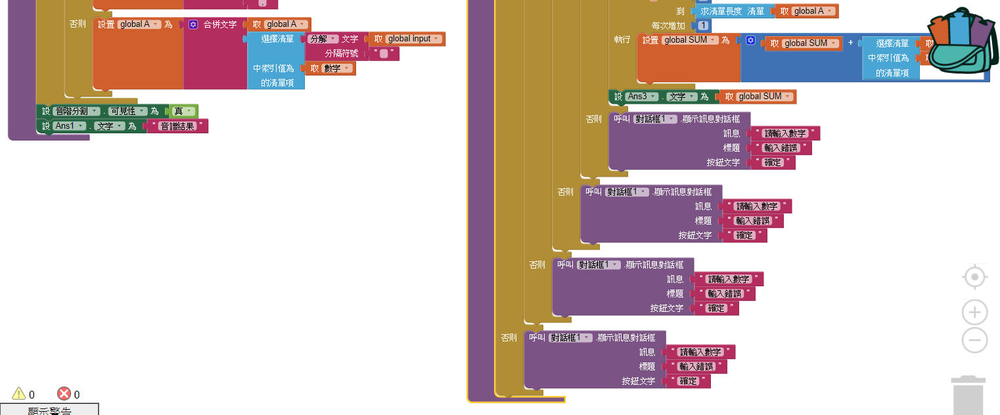 否則 設置 global A 為 合併文字 取 global A
選擇清單 分解 文字 取 global input
分隔符號 “ ”
中索引值為 取 數字
的清單項
設 音階分割 . 可見性 為 真
設 Ans1 . 文字 為 “ 音譜結果 ”
到 求清單長度 清單 取 global A
每次增加 1
執行 設置 global SUM 為 取 global SUM + 選擇清單 取
中索引值為
的清單項
設 Ans3 . 文字 為 取 global SUM
否則 呼叫 對話框1 .顯示訊息對話框
訊息 “ 請輸入數字 ”
標題 “ 輸入錯誤 ”
按鈕文字 “ 確定 ”
否則 呼叫 對話框1 .顯示訊息對話框
訊息 “ 請輸入數字 ”
標題 “ 輸入錯誤 ”
按鈕文字 “ 確定 ”
否則 呼叫 對話框1 .顯示訊息對話框
訊息 “ 請輸入數字 ”
標題 “ 輸入錯誤 ”
按鈕文字 “ 確定 ”
否則 呼叫 對話框1 .顯示訊息對話框
訊息 “ 請輸入數字 ”
標題 “ 輸入錯誤 ”
按鈕文字 “ 確定 ”
0 0
顯示警告